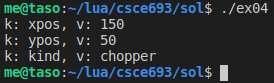 me@taso:~/lua/csce693/sol$ ./ex04
k: xpos, v: 150
k: ypos, v: 50
k: kind, v: chopper
me@taso:~/lua/csce693/sol$